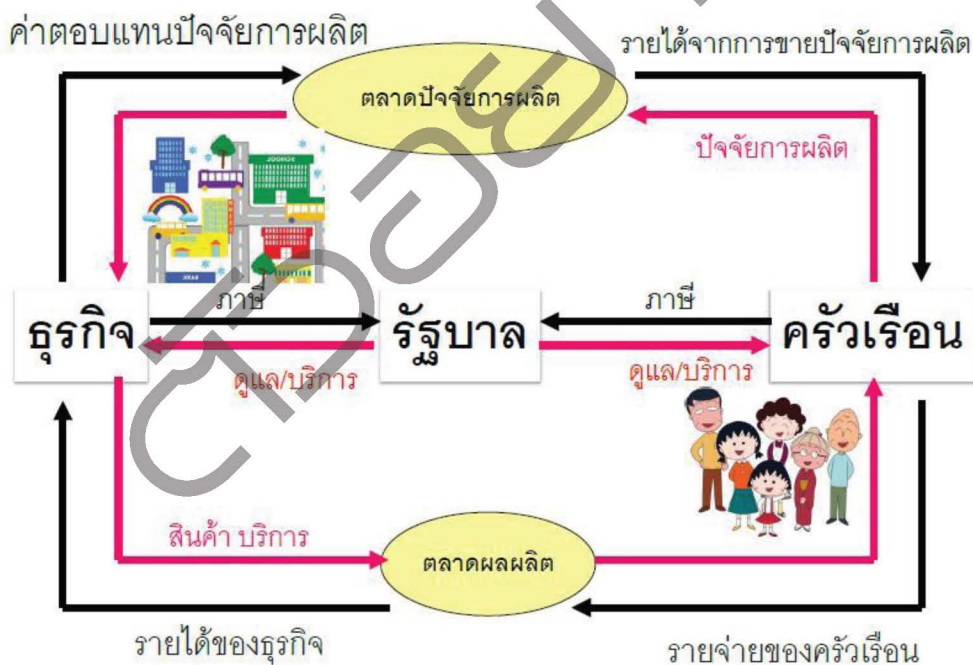 ค่าตอบแทนปัจจัยการผลิต
รายได้จากการขายปัจจัยการผลิต
ตลาดปัจจัยการผลิต
ปัจจัยการผลิต
ภาษี
ภาษี
ธุรกิจ
รัฐบาล
ครัวเรือน
ดูแล/บริการ
ดูแล/บริการ
สินค้า บริการ
ตลาดผลผลิต
รายได้ของธุรกิจ
รายจ่ายของครัวเรือน